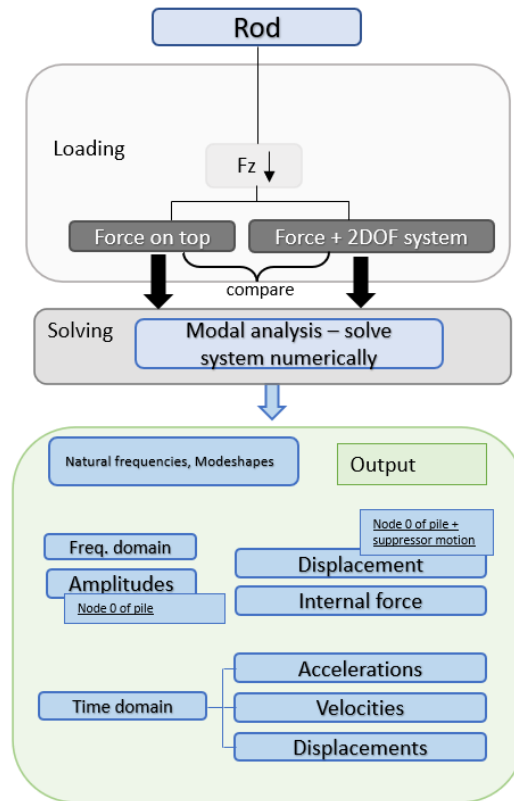 Rod
Loading
Fz
Force on top
Force + 2DOF system
compare
Solving
Modal analysis – solve
system numerically
Natural frequencies, Modeshapes
Output
Node 0 of pile +
suppressor motion
Freq. domain
Displacement
Amplitudes
Internal force
Node 0 of pile
Accelerations
Time domain
Velocities
Displacements